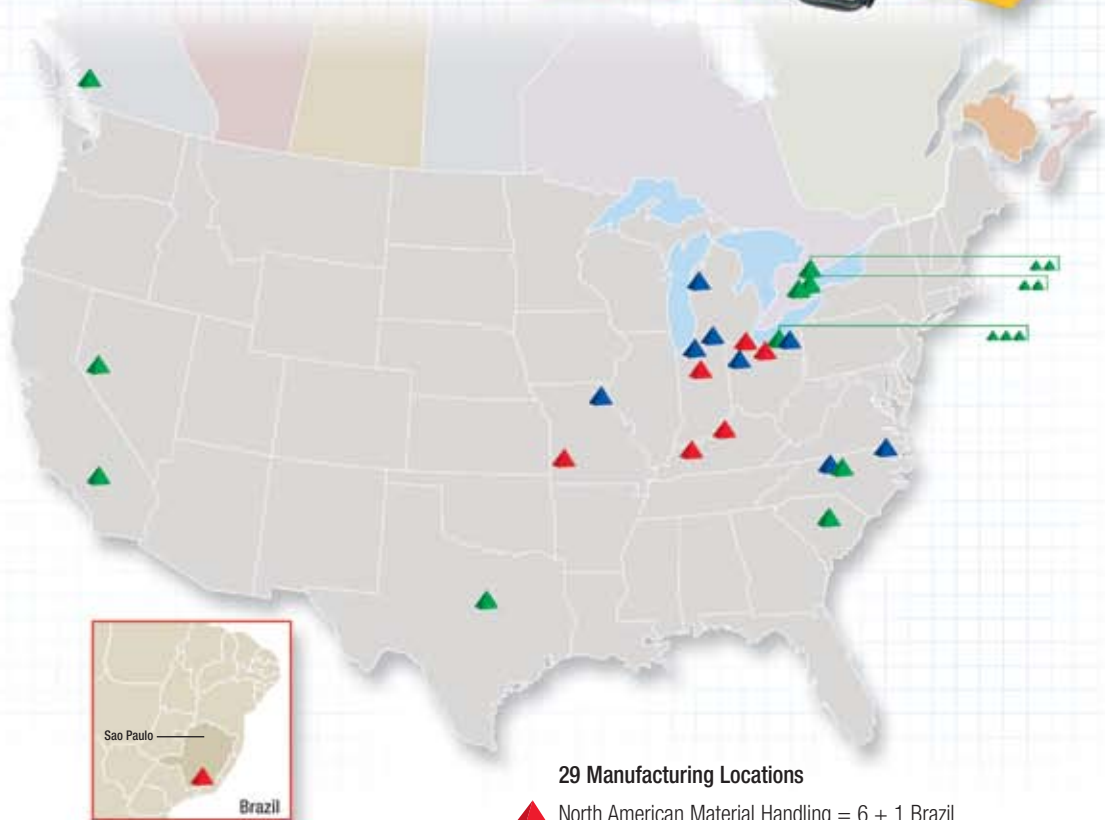 Sao Paulo
Brazil
29 Manufacturing Locations
North American Material Handling = 6 + 1 Brazil